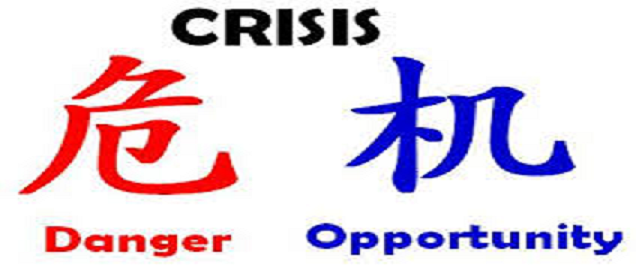 CRISIS
危机
Danger Opportunity